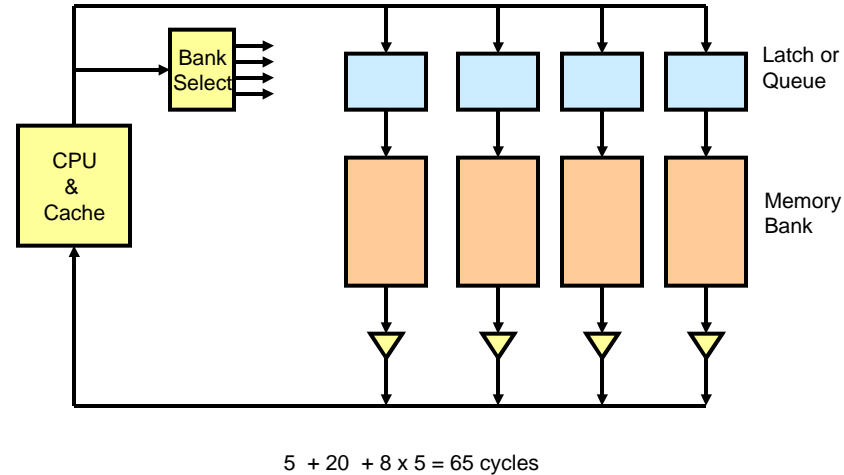 Bank
Select
Latch or
Queue
CPU
&
Cache
Memory
Bank
5 + 20 + 8 x 5 = 65 cycles